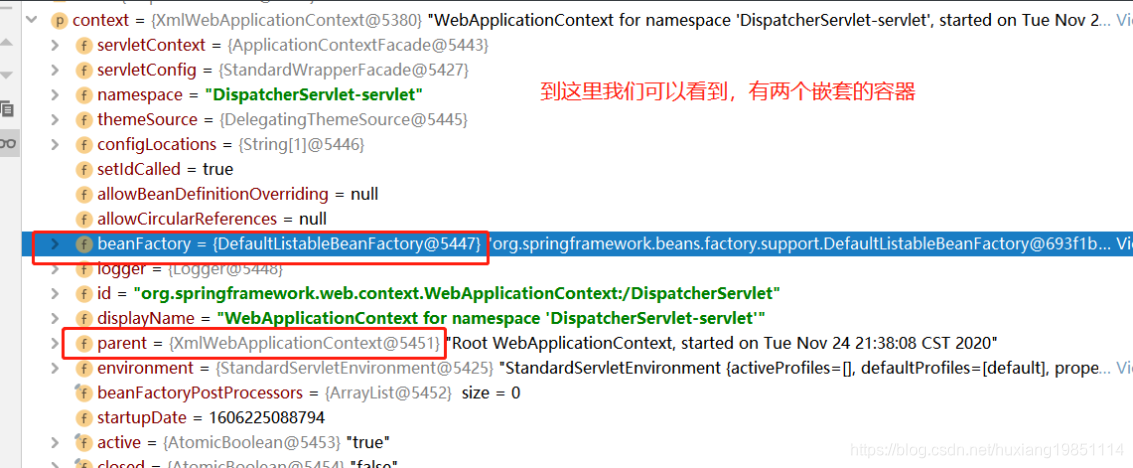 context = {XmlWebApplicationContext@5380} "WebApplicationContext for namespace 'DispatcherServlet-servlet', started on Tue Nov 2... Vi
servletContext = {ApplicationContextFacade@5443}
servletConfig = {StandardWrapperFacade@5427}
到这里我们可以看到，有两个嵌套的容器
namespace = "DispatcherServlet-servlet"
themeSource = {DelegatingThemeSource@5445}
configLocations = {String[1]@5446}
setIdCalled = true
allowBeanDefinitionOverriding = null
allowCircularReferences = null
beanFactory = {DefaultListableBeanFactory@5447} "org.springframework.beans.factory.support.DefaultListableBeanFactory@693f1b... Vi
logger = {Logger@5448}
id = "org.springframework.web.context.WebApplicationContext:/DispatcherServlet"
displayName = "WebApplicationContext for namespace 'DispatcherServlet-servlet'"
parent = {XmlWebApplicationContext@5451} "Root WebApplicationContext, started on Tue Nov 24 21:38:08 CST 2020"
environment = {StandardServletEnvironment@5425} "StandardServletEnvironment {activeProfiles=[], defaultProfiles=[default], prope... Vi
beanFactoryPostProcessors = {ArrayList@5452} size = 0
startupDate = 1606225088794
active = {AtomicBoolean@5453} "true"
closed = {AtomicBoolean@5454} "false"
https://blog.csdn.net/huxiang19851114